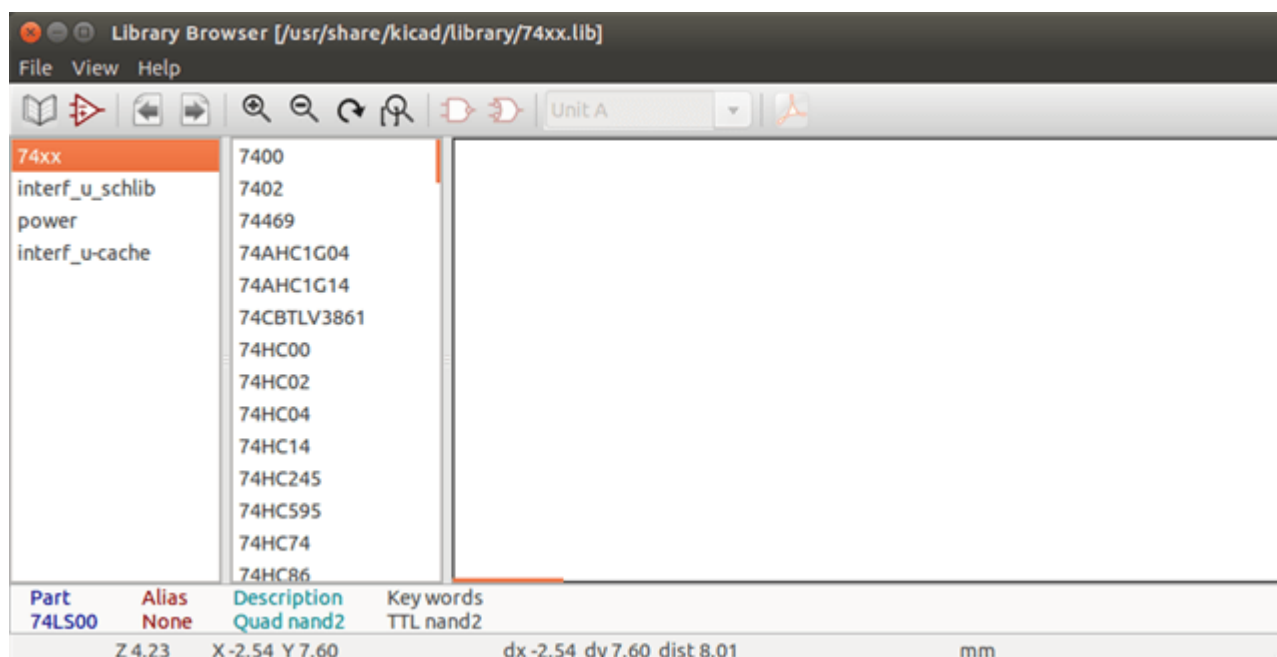 Library Browser [/usr/share/kicad/library/74xx.lib]
File View Help
Unit A
74xx
interf_u_schlib
power
interf_u-cache
7400
7402
74469
74AHC1G04
74AHC1G14
74CBTLV3861
74HC00
74HC02
74HC04
74HC14
74HC245
74HC595
74HC74
74HC86
Part Alias Description Key words
74LS00 None Quad nand2 TTL nand2
Z 4.23 X -2.54 Y 7.60 dx -2.54 dy 7.60 dist 8.01 mm